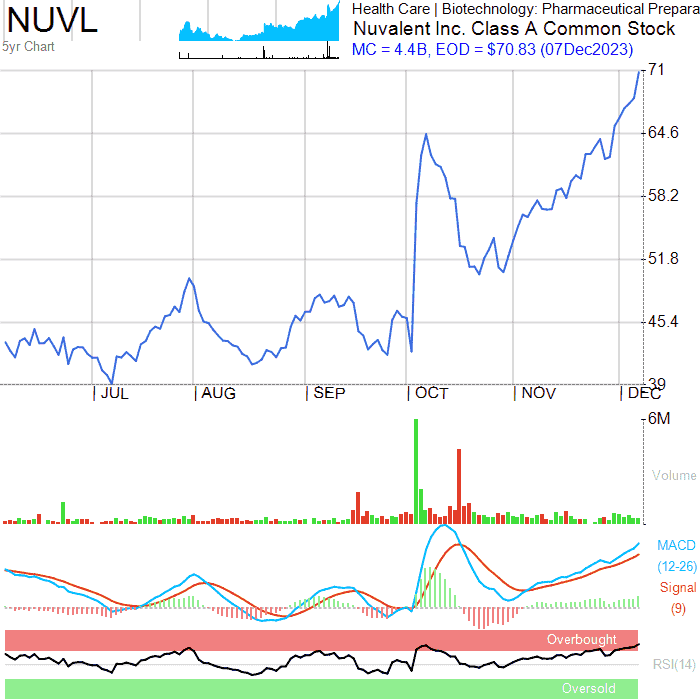 NUVL
5yr Chart
Health Care | Biotechnology: Pharmaceutical Prepara
Nuvalent Inc. Class A Common Stock
MC = 4.4B, EOD = $70.83 (07Dec2023)
71
64.6
58.2
51.8
45.4
39
JUL AUG SEP OCT NOV DEC
6M
Volume
MACD
(12-26)
Signal
(9)
Overbought
RSI(14)
Oversold